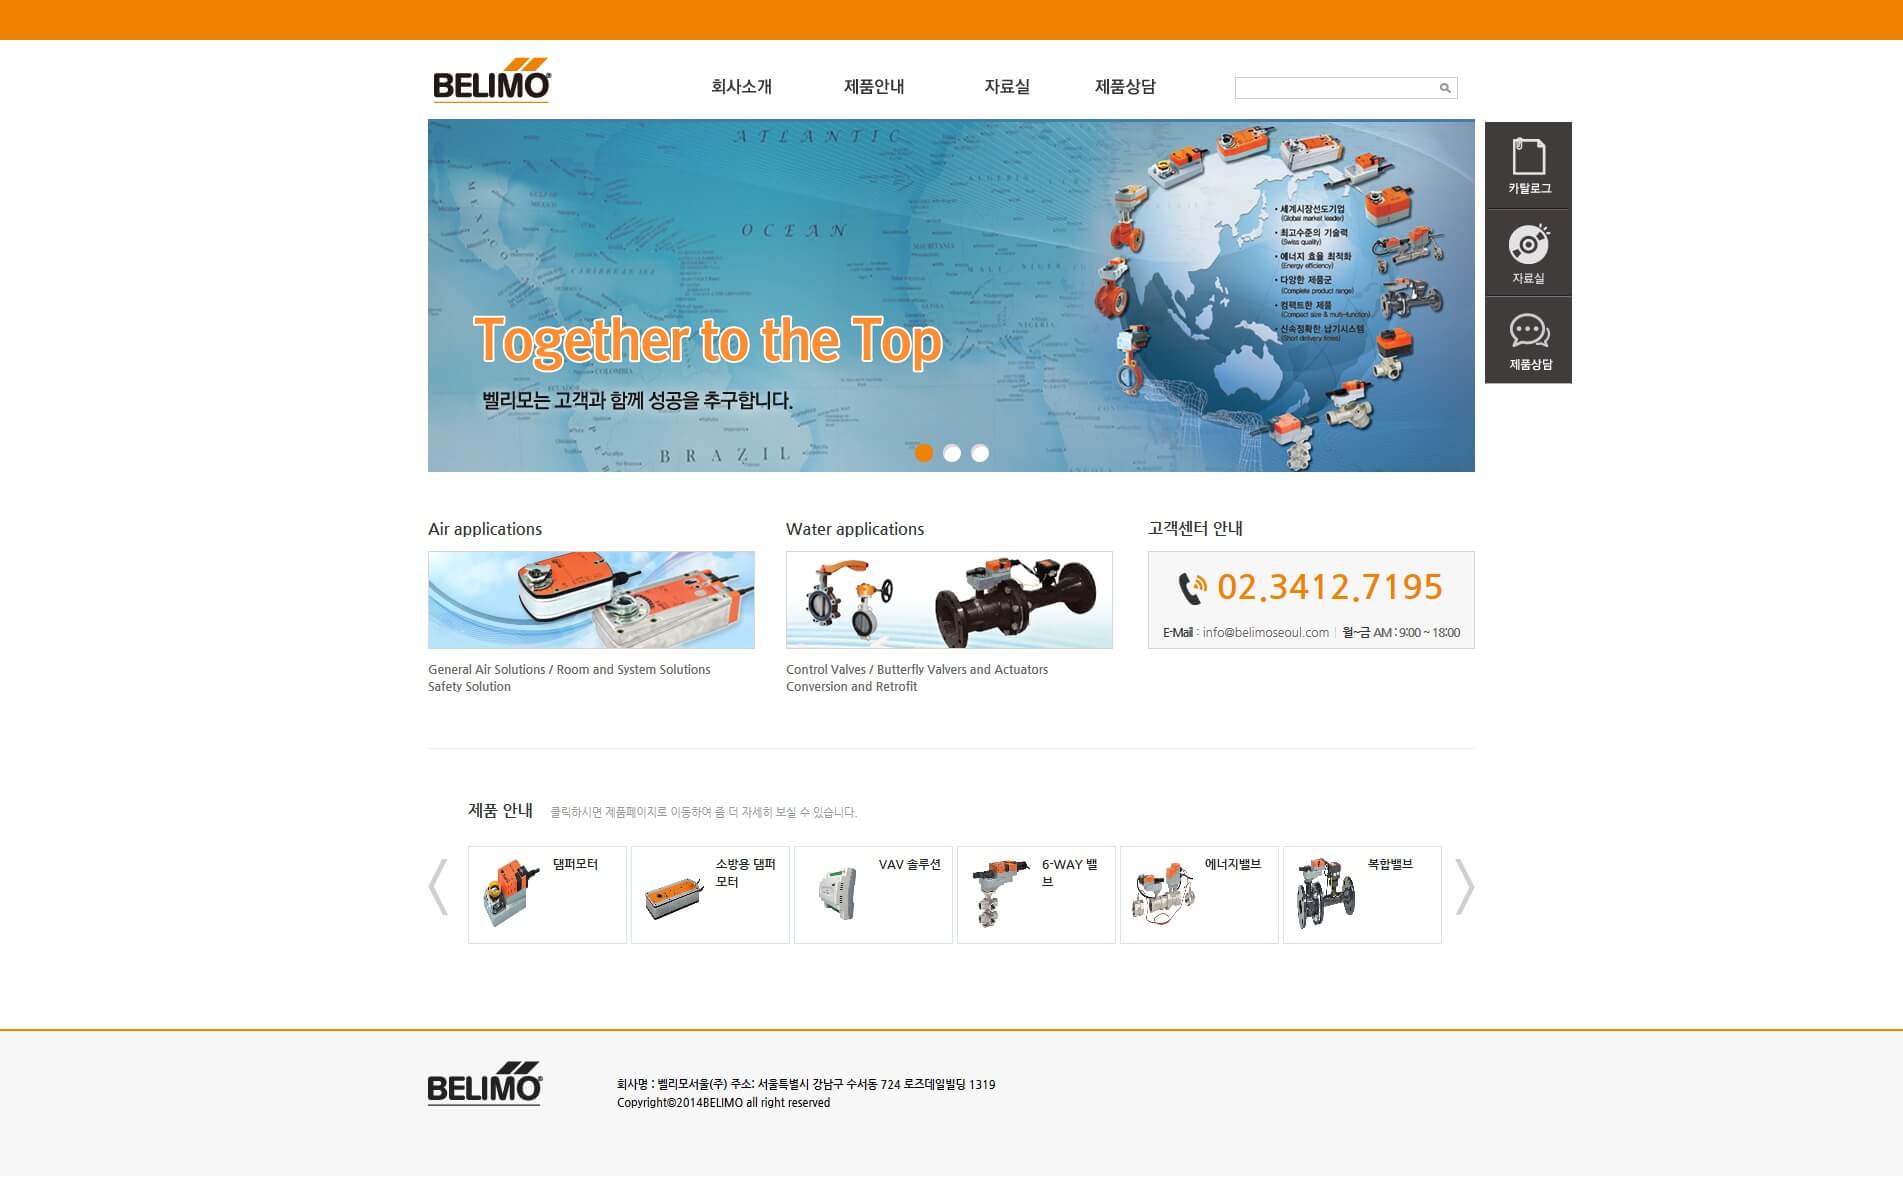 BELIMO
회사소개
제품안내
자료실
제품상담
ATLANTIC
OCEAN
BRAZIL
Together to the Top
벨리모는 고객과 함께 성공을 추구합니다.
• 세계시장선도기업
(Global market leader)
• 최고수준의 기술력
(Swiss quality)
• 에너지 효율 최적화
(Energy efficiency)
• 다양한 제품군
(Complete product range)
• 컴팩트한 제품
(Compact size & multi-function)
• 신속정확한 납기시스템
(Short delivery times)
카탈로그
자료실
제품상담
Air applications
General Air Solutions / Room and System Solutions
Safety Solution
Water applications
Control Valves / Butterfly Valvers and Actuators
Conversion and Retrofit
고객센터 안내
02.3412.7195
E-Mail : info@belimoseoul.com | 월~금 AM : 9:00 ~ 18:00
제품 안내 클릭하시면 제품페이지로 이동하여 좀 더 자세히 보실 수 있습니다.
댐퍼모터
소방용 댐퍼
모터
VAV 솔루션
6-WAY 밸
브
에너지밸브
복합밸브
BELIMO
회사명 : 벨리모서울(주) 주소: 서울특별시 강남구 수서동 724 로즈데일빌딩 1319
Copyright©2014BELIMO all right reserved